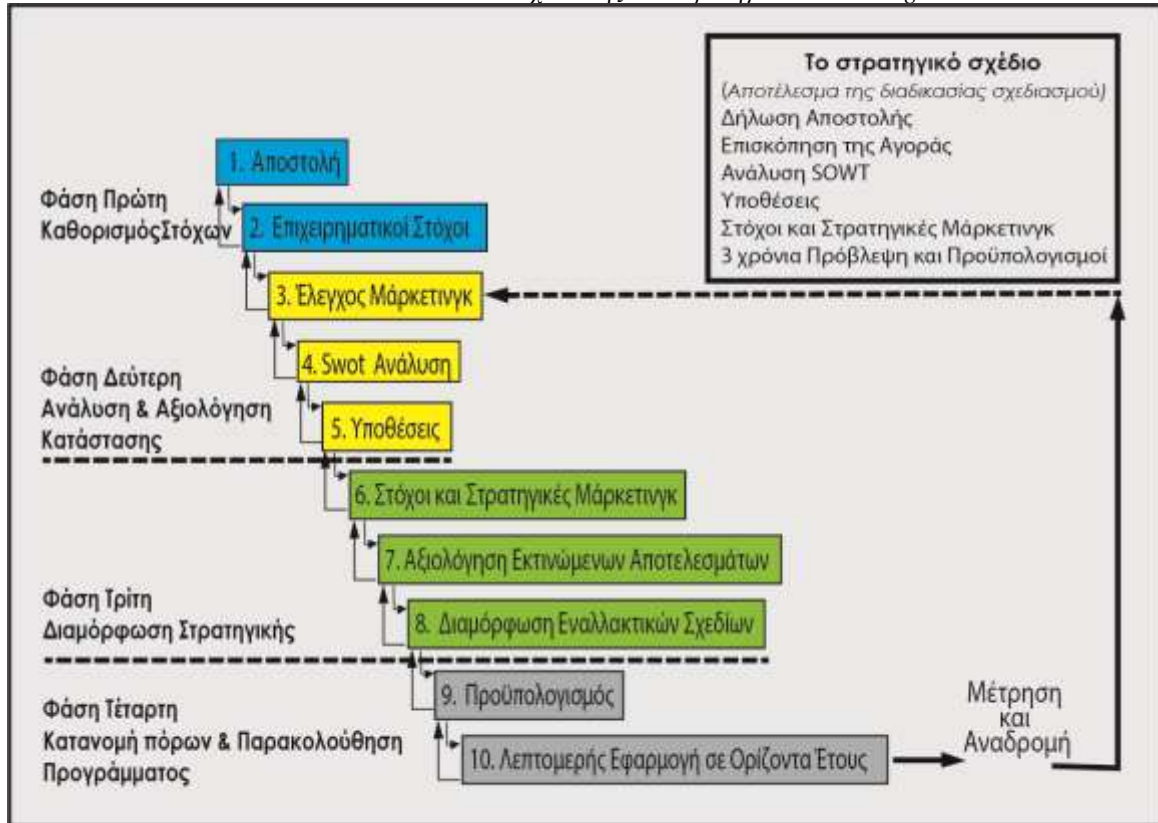 Το στρατηγικό σχέδιο
(Αποτέλεσμα της διαδικασίας σχεδιασμού)
Δήλωση Αποστολής
Επισκόπηση της Αγοράς
Ανάλυση SOWT
Υποθέσεις
Στόχοι και Στρατηγικές Μάρκετινγκ
3 χρόνια Πρόβλεψη και Προϋπολογισμοί
1. Αποστολή
Φάση Πρώτη
ΚαθορισμόςΣτόχων
2. Επιχειρηματικοί Στόχοι
3. Έλεγχος Μάρκετινγκ
4. Swot Ανάλυση
Φάση Δεύτερη
Ανάλυση & Αξιολόγηση
Κατάστασης
5. Υποθέσεις
6. Στόχοι και Στρατηγικές Μάρκετινγκ
7. Αξιολόγηση Εκτινώμενων Αποτελεσμάτων
Φάση Τρίτη
Διαμόρφωση Στρατηγικής
8. Διαμόρφωση Εναλλακτικών Σχεδίων
9. Προϋπολογισμός
Φάση Τέταρτη
Κατανομή πόρων & Παρακολούθηση
Προγράμματος
10. Λεπτομερής Εφαρμογή σε Ορίζοντα Έτους
Μέτρηση
και
Αναδρομή